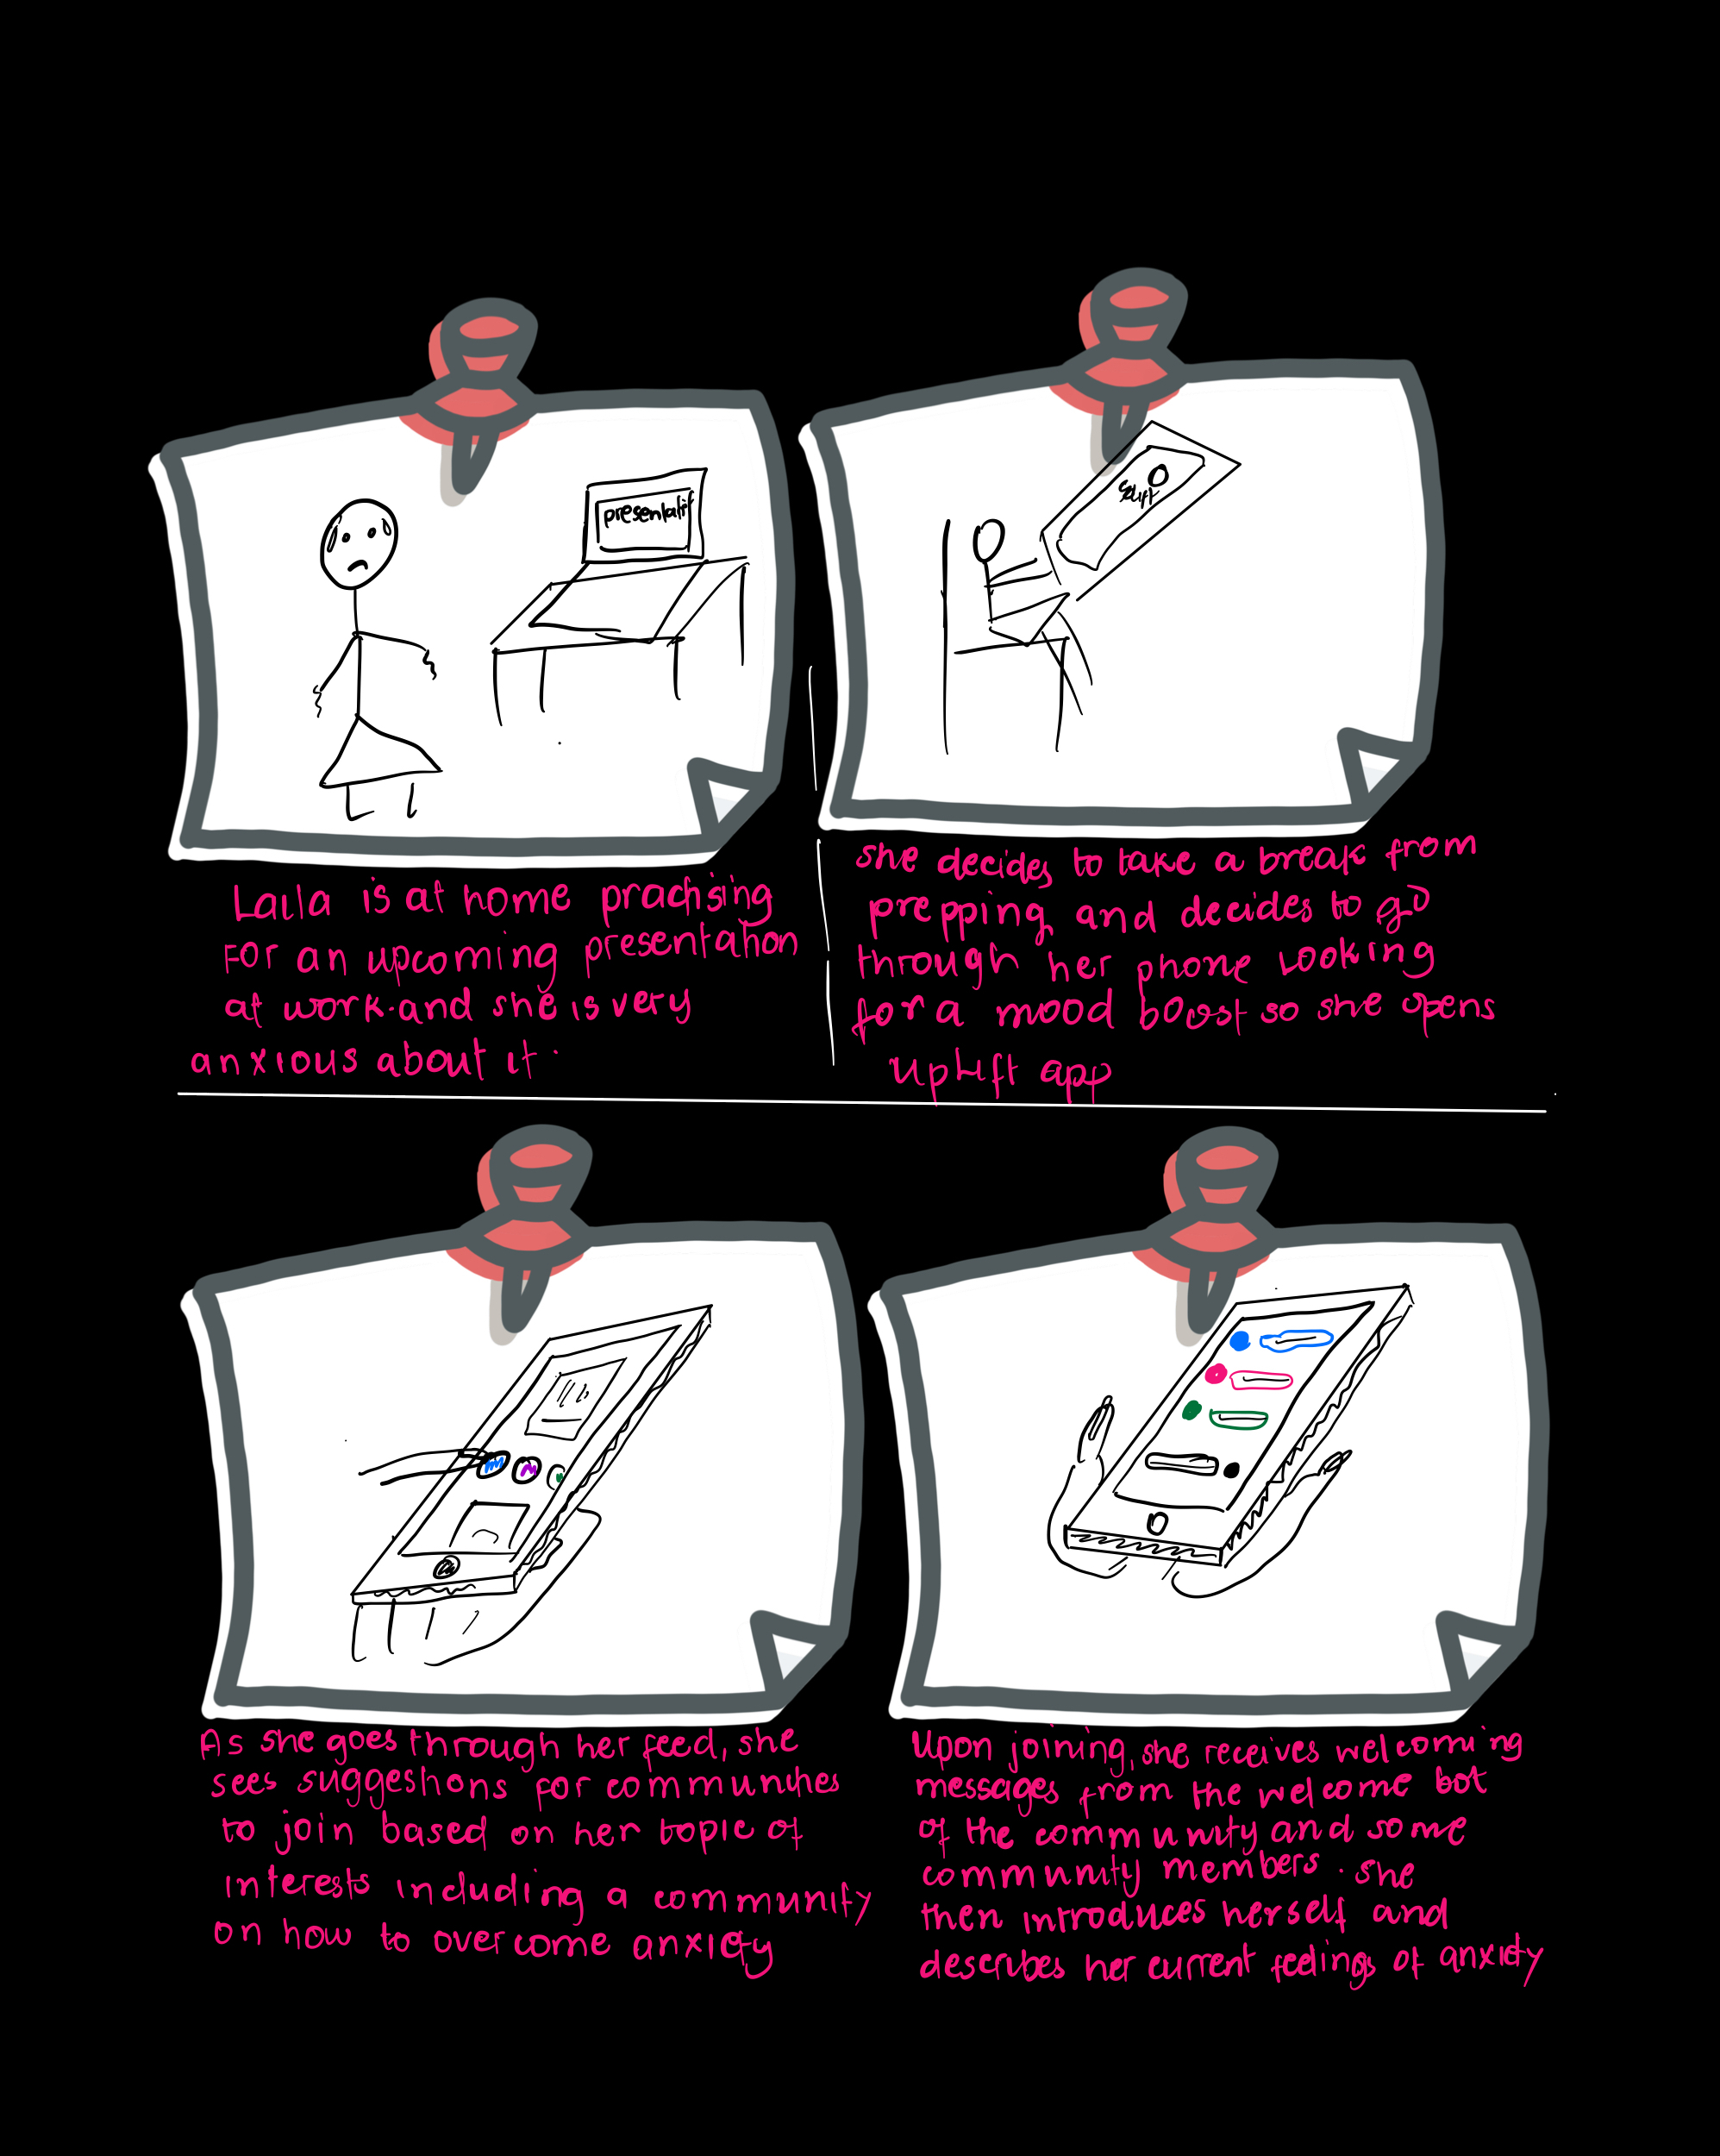 presentati
Laila is at home practising
For an upcoming presentation
at work.and she is very
anxious about it.
she decides to take a break from
prepping and decides to go
through her phone looking
for a mood boost so she opens
UpLift app
As she goes through her feed, she
sees suggestions for communities
to join based on her topic of
interests including a community
on how to overcome anxiety
Upon joining, she receives welcoming
messages from the welcome bot
of the community and some
community members. she
then introduces herself and
describes her current feelings of anxiety